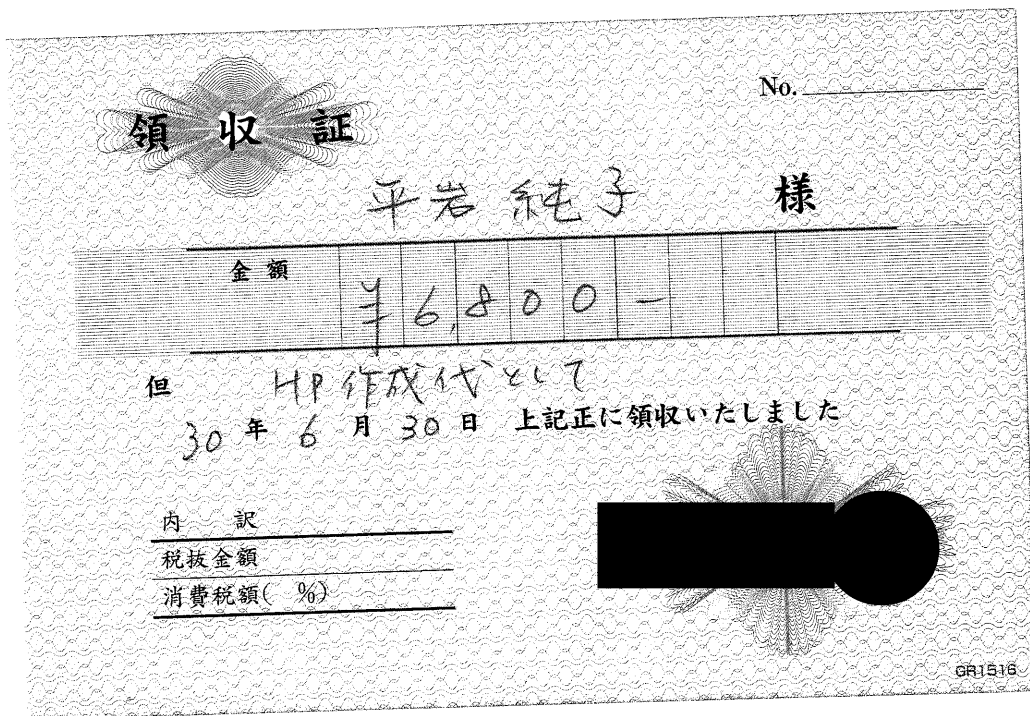 No.
領収証
平岩純子 様
金額 ¥6,800-
但 HP作成代として
30年6月30日 上記正に領収いたしました
内 訳
税抜金額
消費税額( %)
GR1516